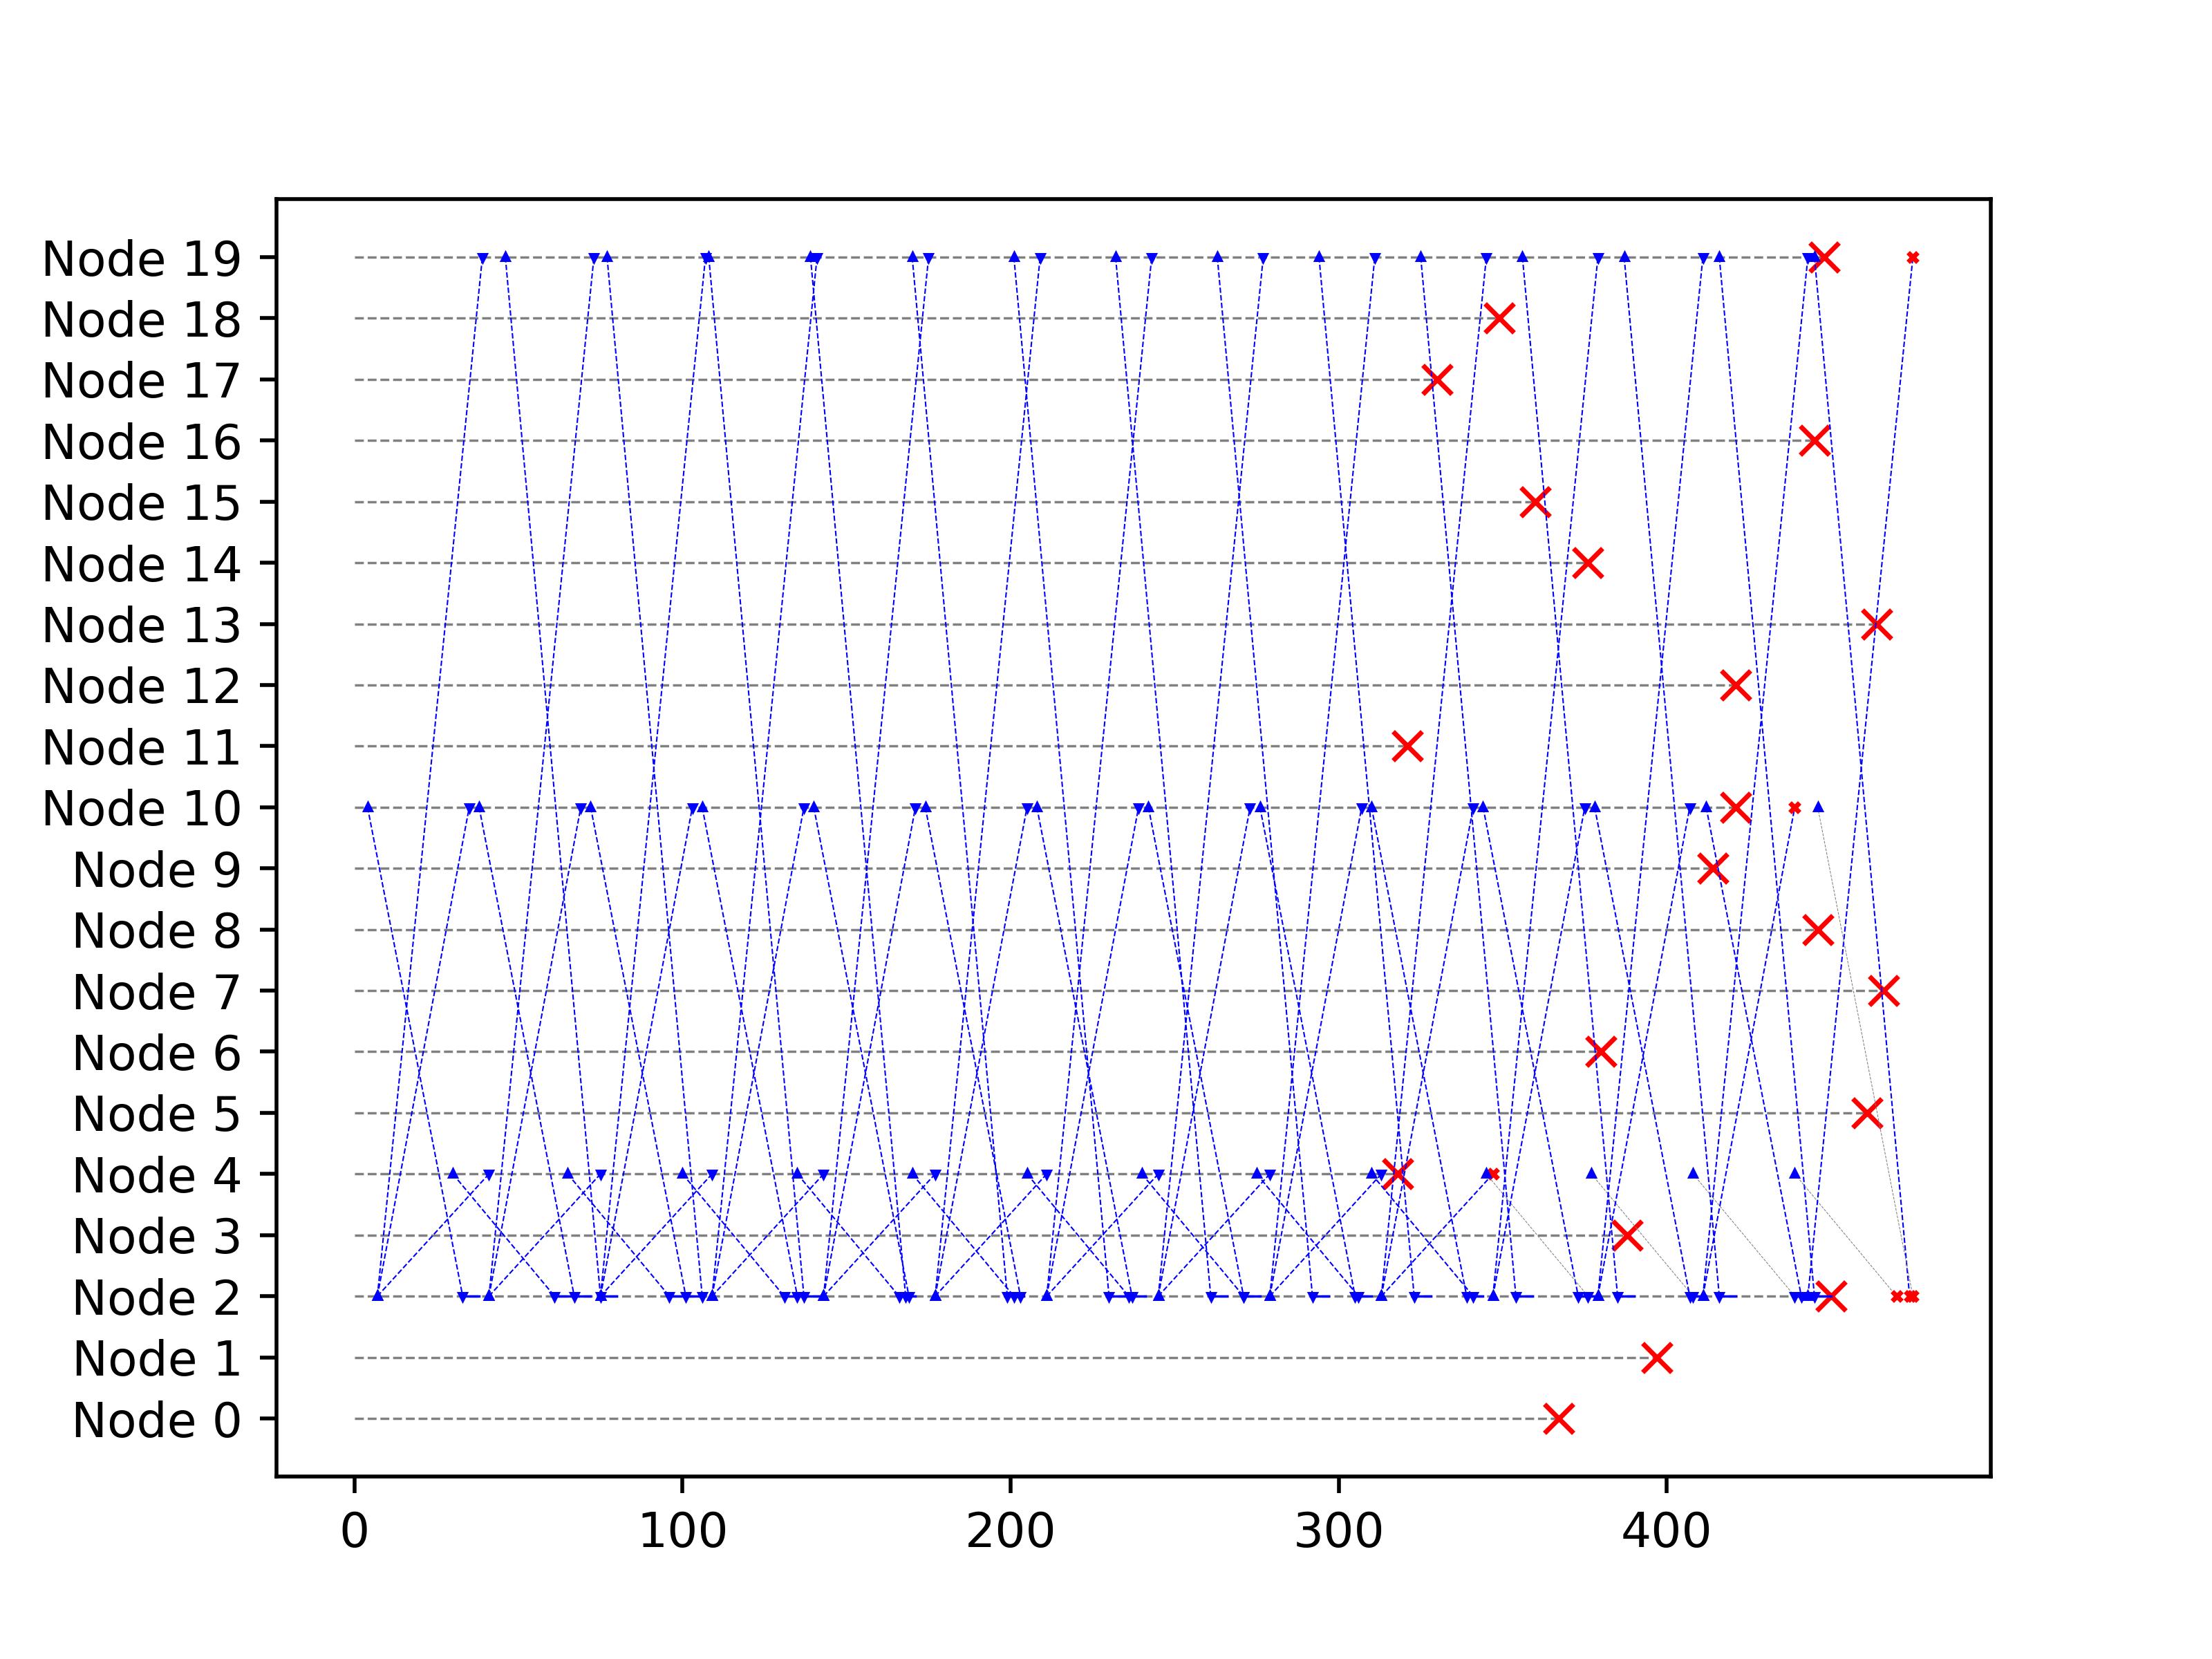 Node 19
Node 18
Node 17
Node 16
Node 15
Node 14
Node 13
Node 12
Node 11
Node 10
Node 9
Node 8
Node 7
Node 6
Node 5
Node 4
Node 3
Node 2
Node 1
Node 0
0 100 200 300 400